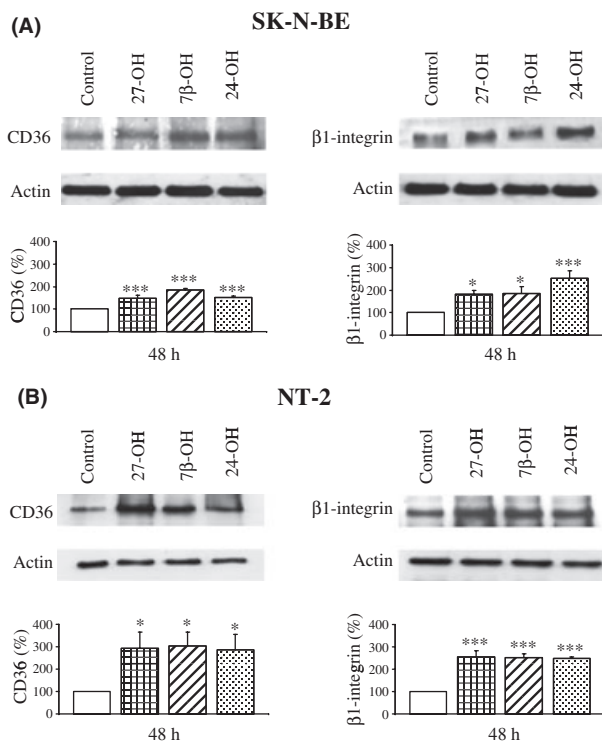 (A) SK-N-BE
Control 27-OH 7β-OH 24-OH
CD36
Actin
CD36 (%)
400
300
200
100
0
*** *** ***
48 h
Control 27-OH 7β-OH 24-OH
β1-integrin
Actin
β1-integrin (%)
400
300
200
100
0
* * ***
48 h
(B) NT-2
Control 27-OH 7β-OH 24-OH
CD36
Actin
CD36 (%)
400
300
200
100
0
* * *
48 h
Control 27-OH 7β-OH 24-OH
β1-integrin
Actin
β1-integrin (%)
400
300
200
100
0
*** *** ***
48 h